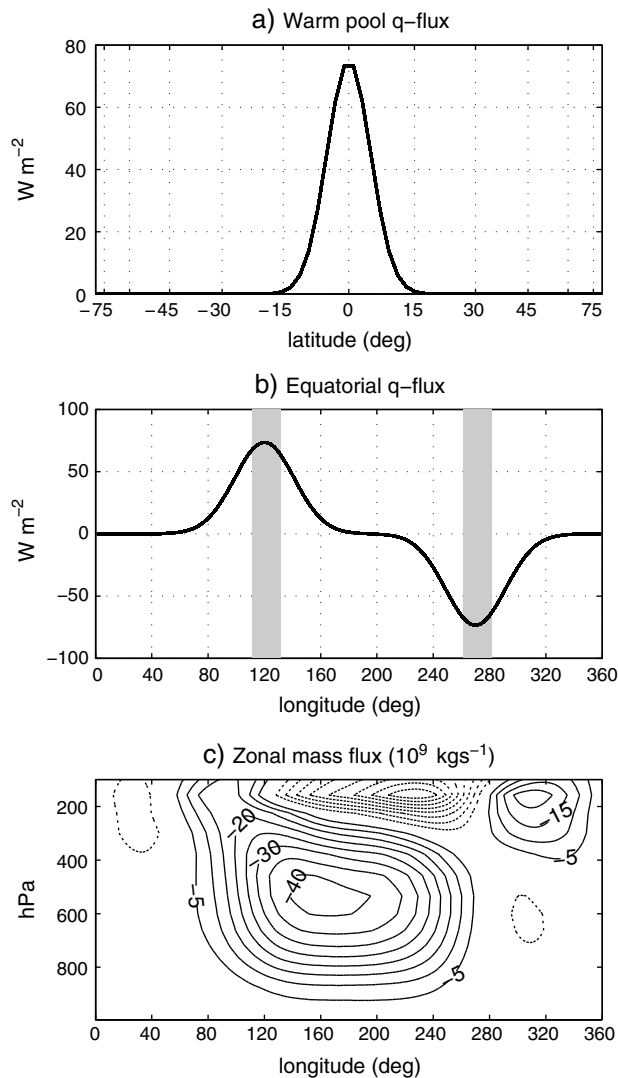 a) Warm pool q−flux
80
60
40
20
0
W m−2
−75 −45 −30 −15 0 15 30 45 75
latitude (deg)
b) Equatorial q−flux
100
50
0
−50
−100
W m−2
0 40 80 120 160 200 240 280 320 360
longitude (deg)
c) Zonal mass flux (10⁹ kgs⁻¹)
200
400
600
800
hPa
−20
−30
−40
−5
−5
−15
−5
0 40 80 120 160 200 240 280 320 360
longitude (deg)